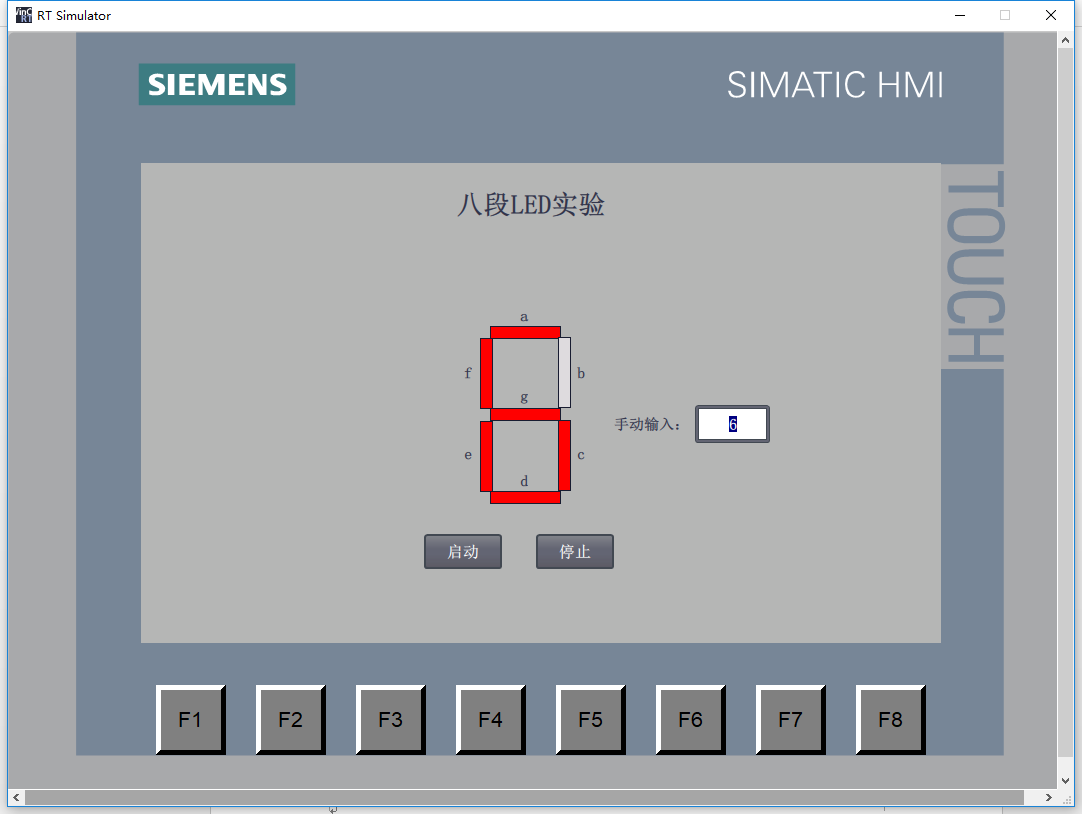 RT Simulator
SIEMENS
SIMATIC HMI
TOUCH
八段LED实验
a
f
b
g
手动输入:
6
e
c
d
启动
停止
F1
F2
F3
F4
F5
F6
F7
F8